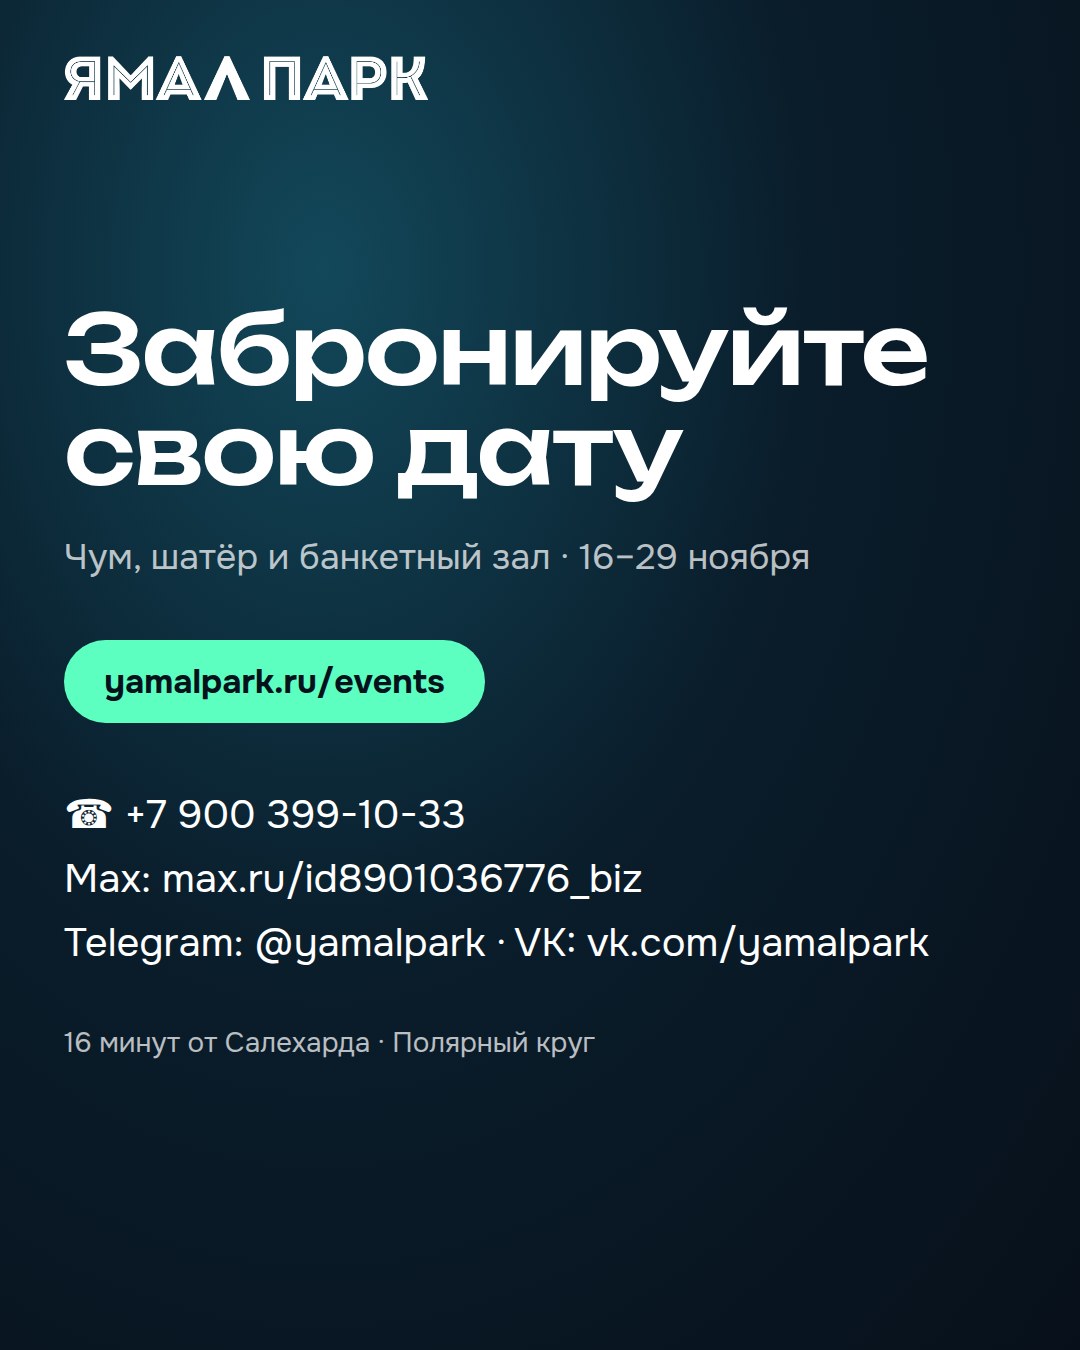 ЯМАЛ ПАРК
Забронируйте
свою дату
Чум, шатёр и банкетный зал · 16–29 ноября
yamalpark.ru/events
☎ +7 900 399-10-33
Max: max.ru/id8901036776_biz
Telegram: @yamalpark · VK: vk.com/yamalpark
16 минут от Салехарда · Полярный круг